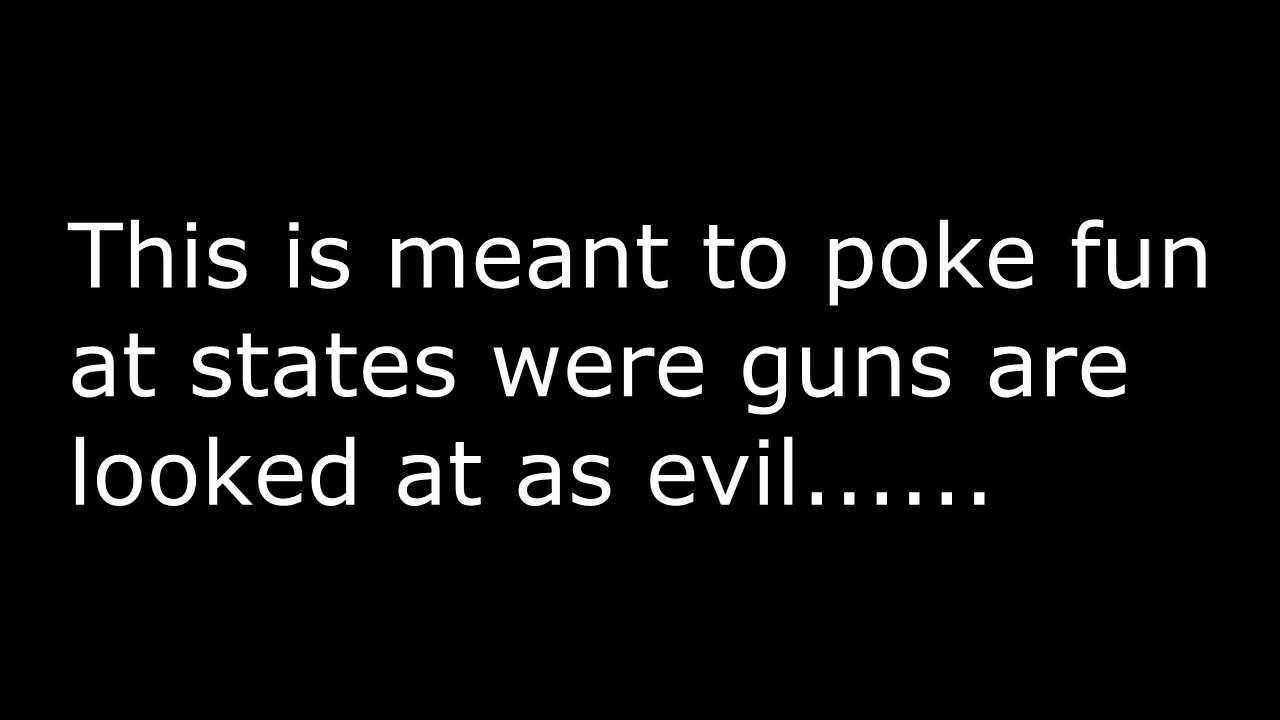 This is meant to poke fun
at states were guns are
looked at as evil......